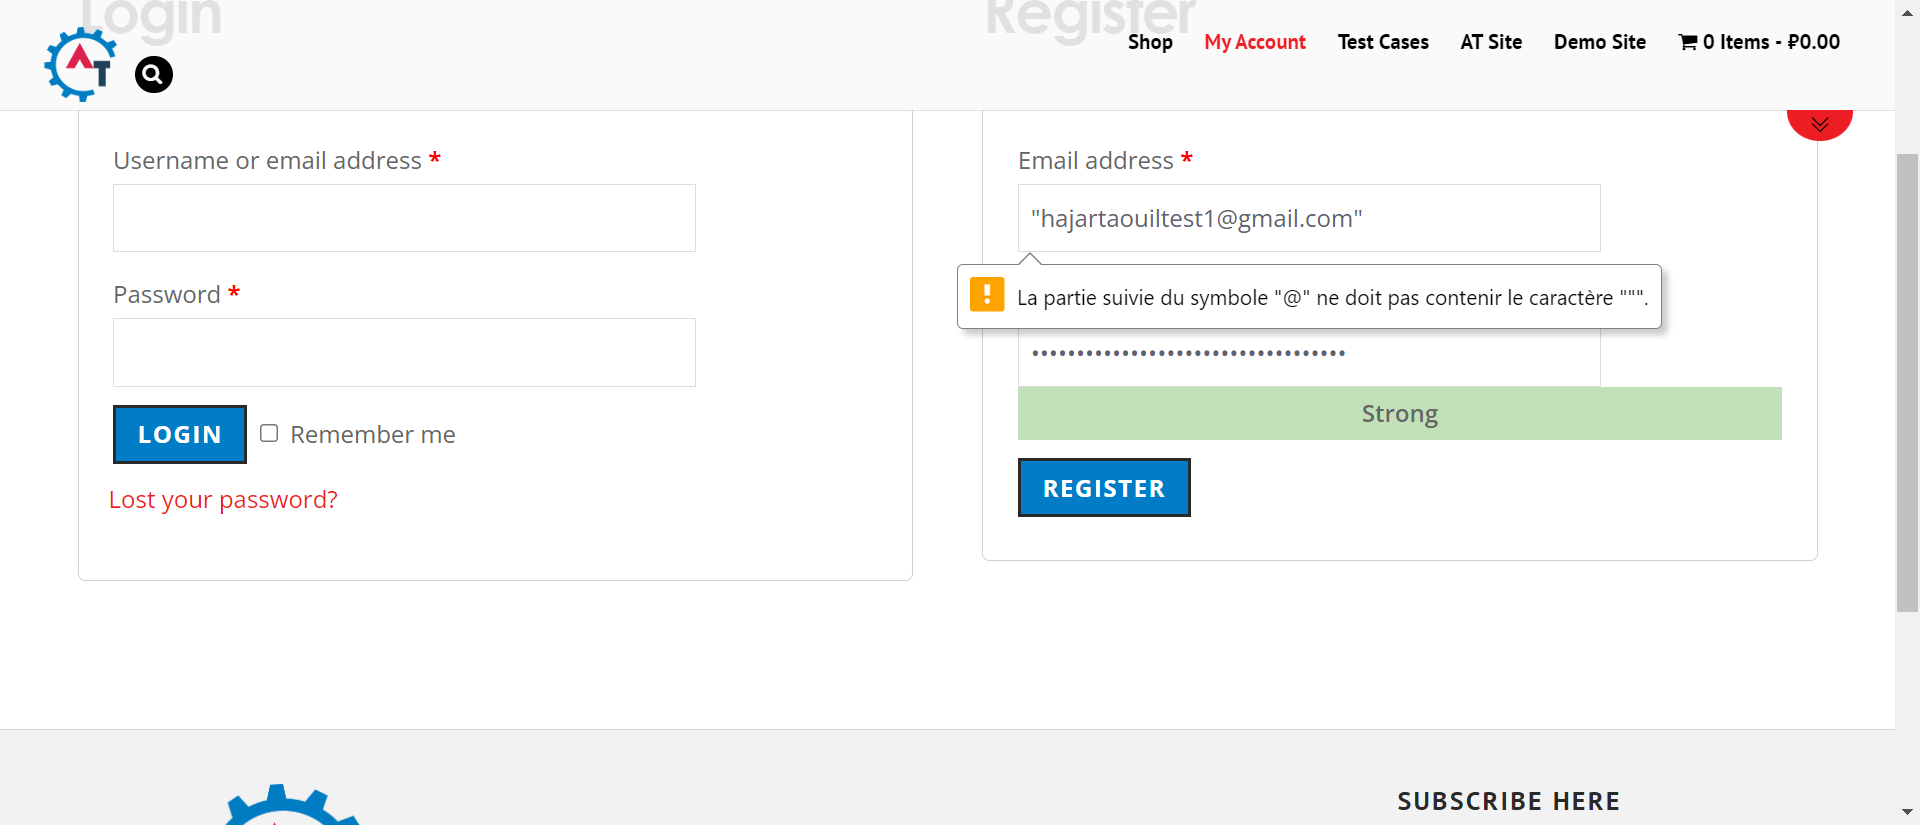 Login
Register
AT
Shop My Account Test Cases AT Site Demo Site 0 Items - ₽0.00
Username or email address *
Password *
LOGIN Remember me
Lost your password?
Email address *
"hajartaouiltest1@gmail.com"
! La partie suivie du symbole "@" ne doit pas contenir le caractère """.
•••••••••••••••••••••••••••••••••••
Strong
REGISTER
SUBSCRIBE HERE